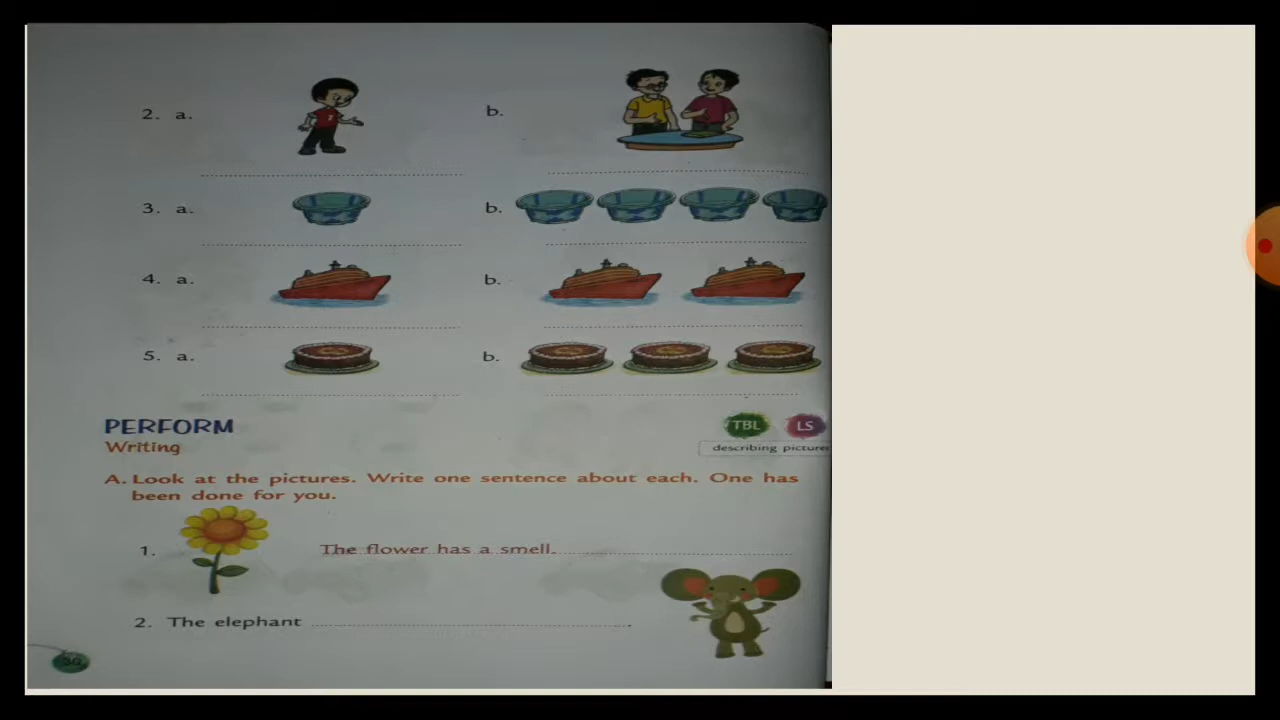 2. a. b.
3. a. b.
4. a. b.
5. a. b.
PERFORM
TBL LS
Writing
describing picture
A. Look at the pictures. Write one sentence about each. One has
been done for you.
1. The flower has a smell.
2. The elephant